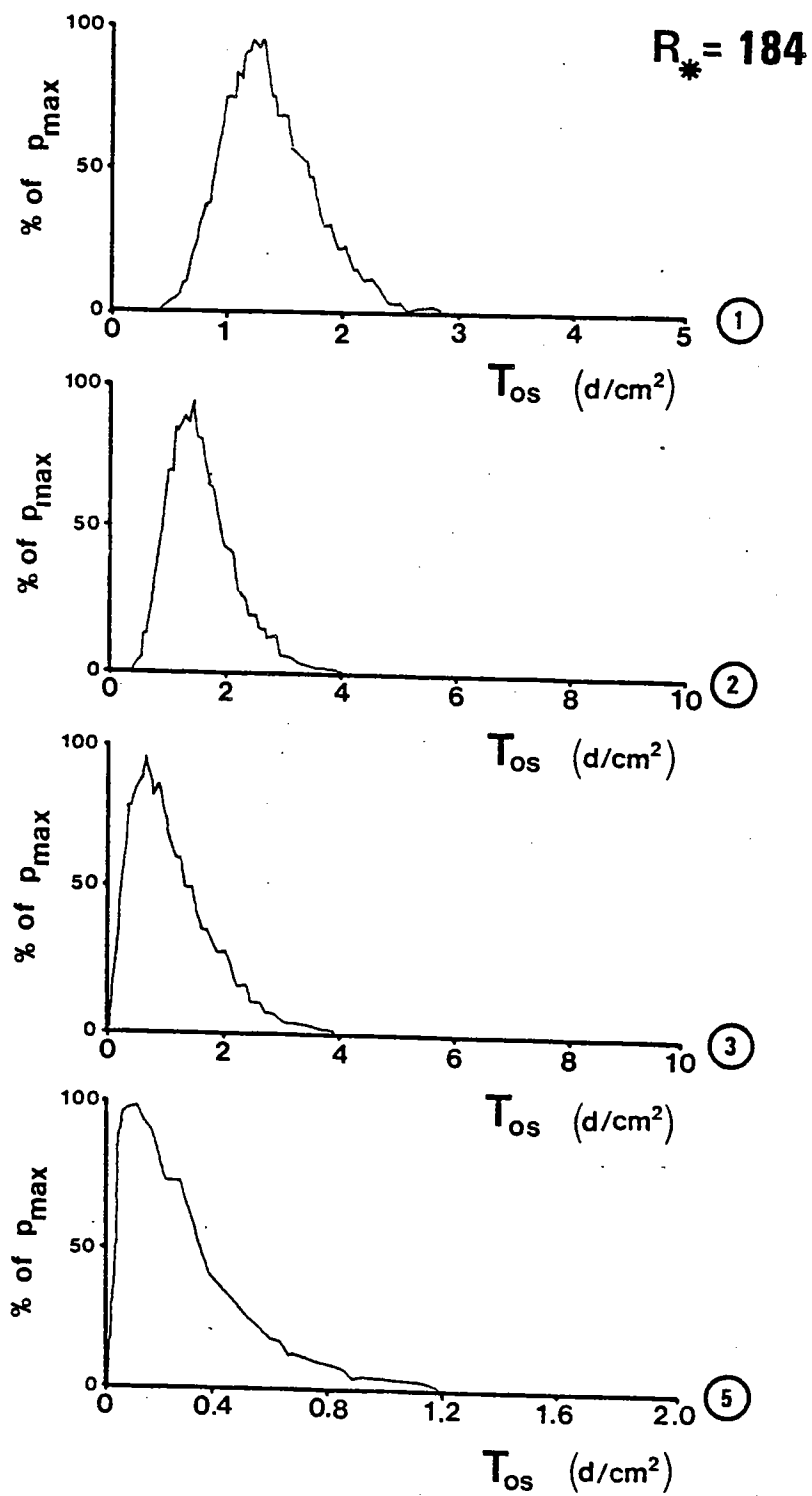 R* = 184
100
50
0
% of pmax
0 1 2 3 4 5
①
Tos (d/cm²)
100
50
0
% of pmax
0 2 4 6 8 10
②
Tos (d/cm²)
100
50
0
% of pmax
0 2 4 6 8 10
③
Tos (d/cm²)
100
50
0
% of pmax
0 0.4 0.8 1.2 1.6 2.0
⑤
Tos (d/cm²)